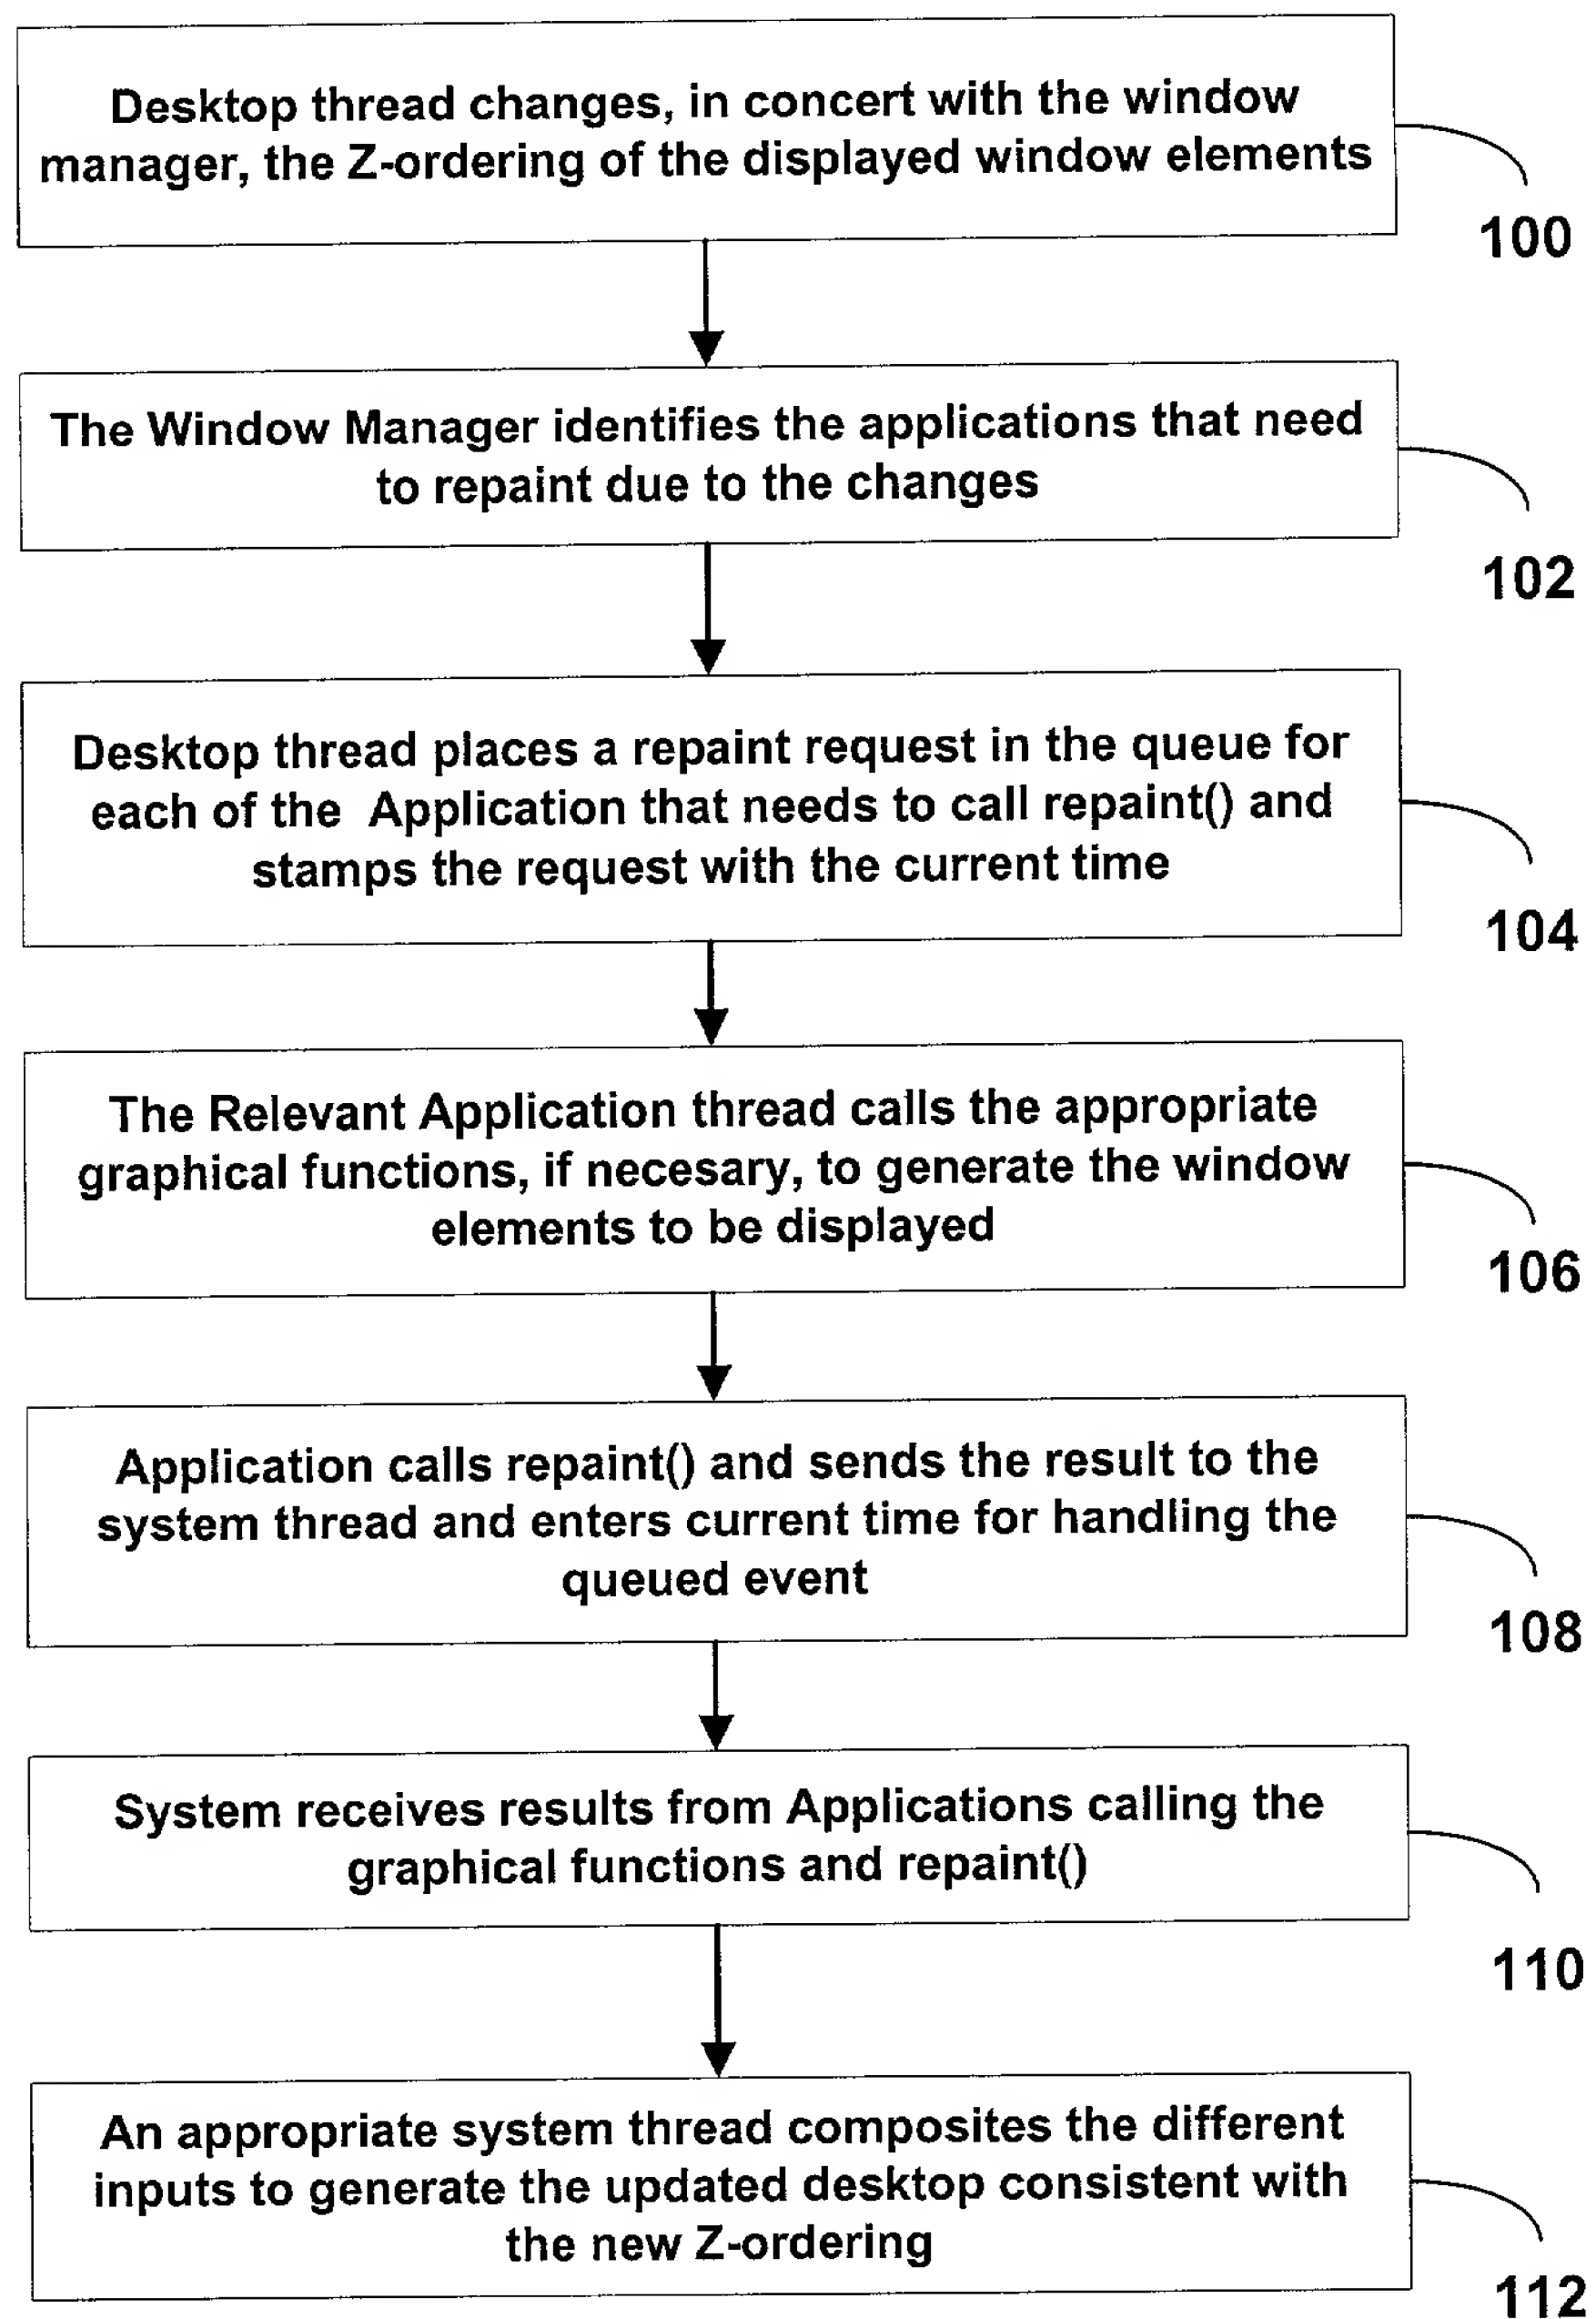 Desktop thread changes, in concert with the window
manager, the Z-ordering of the displayed window elements
100
The Window Manager identifies the applications that need
to repaint due to the changes
102
Desktop thread places a repaint request in the queue for
each of the Application that needs to call repaint() and
stamps the request with the current time
104
The Relevant Application thread calls the appropriate
graphical functions, if necesary, to generate the window
elements to be displayed
106
Application calls repaint() and sends the result to the
system thread and enters current time for handling the
queued event
108
System receives results from Applications calling the
graphical functions and repaint()
110
An appropriate system thread composites the different
inputs to generate the updated desktop consistent with
the new Z-ordering
112